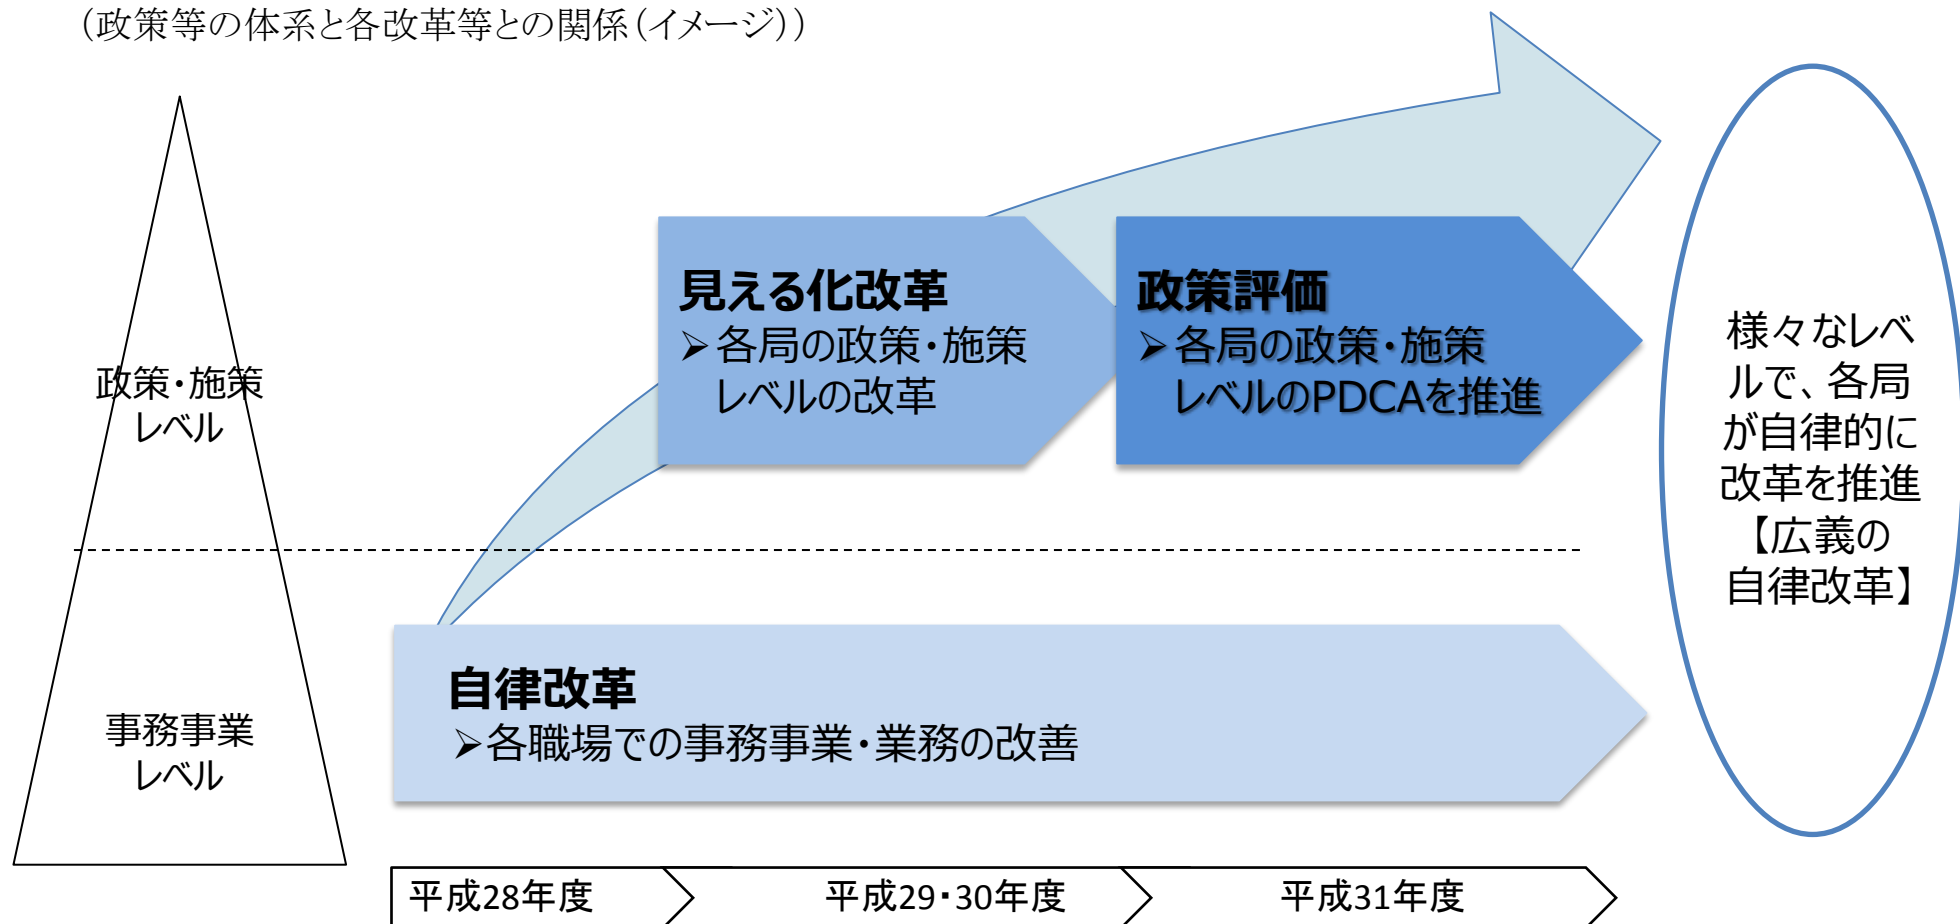 （政策等の体系と各改革等との関係（イメージ））
政策・施策
レベル
事務事業
レベル
見える化改革
➢各局の政策・施策
レベルの改革
政策評価
➢各局の政策・施策
レベルのPDCAを推進
自律改革
➢各職場での事務事業・業務の改善
様々なレベ
ルで、各局
が自律的に
改革を推進
【広義の
自律改革】
平成28年度
平成29・30年度
平成31年度